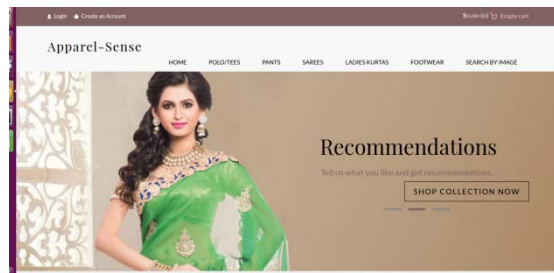 Login Create an Account
Empty cart
Apparel-Sense
HOME POLO/TEES PANTS SAREES LADIES KURTAS FOOTWEAR SEARCH BY IMAGE
Recommendations
Tell us what you like and get recommendations...
SHOP COLLECTION NOW